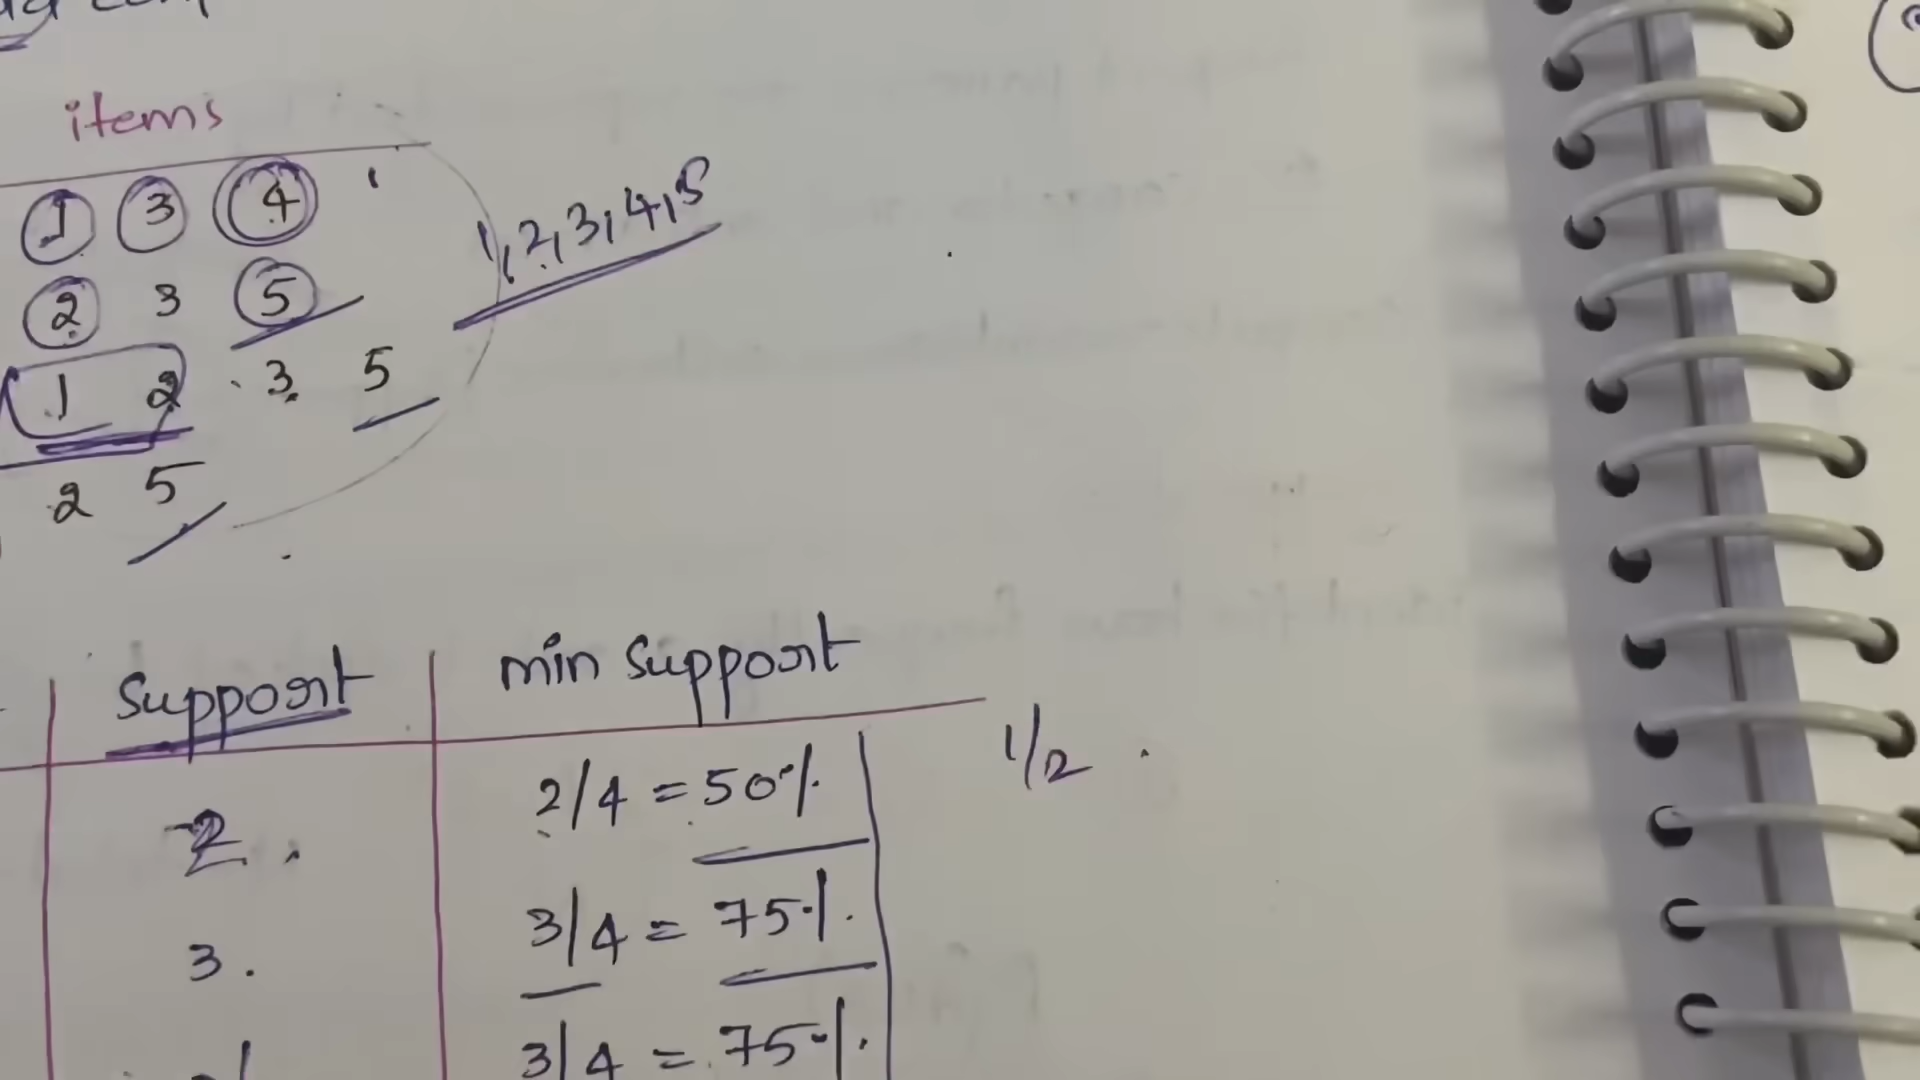 items
1 3 4
1,2,3,4,5
2 3 5
1 2 3 5
2 5
support min support
2 2/4 = 50%
1/2
3. 3/4 = 75%.
3/4 = 75%.